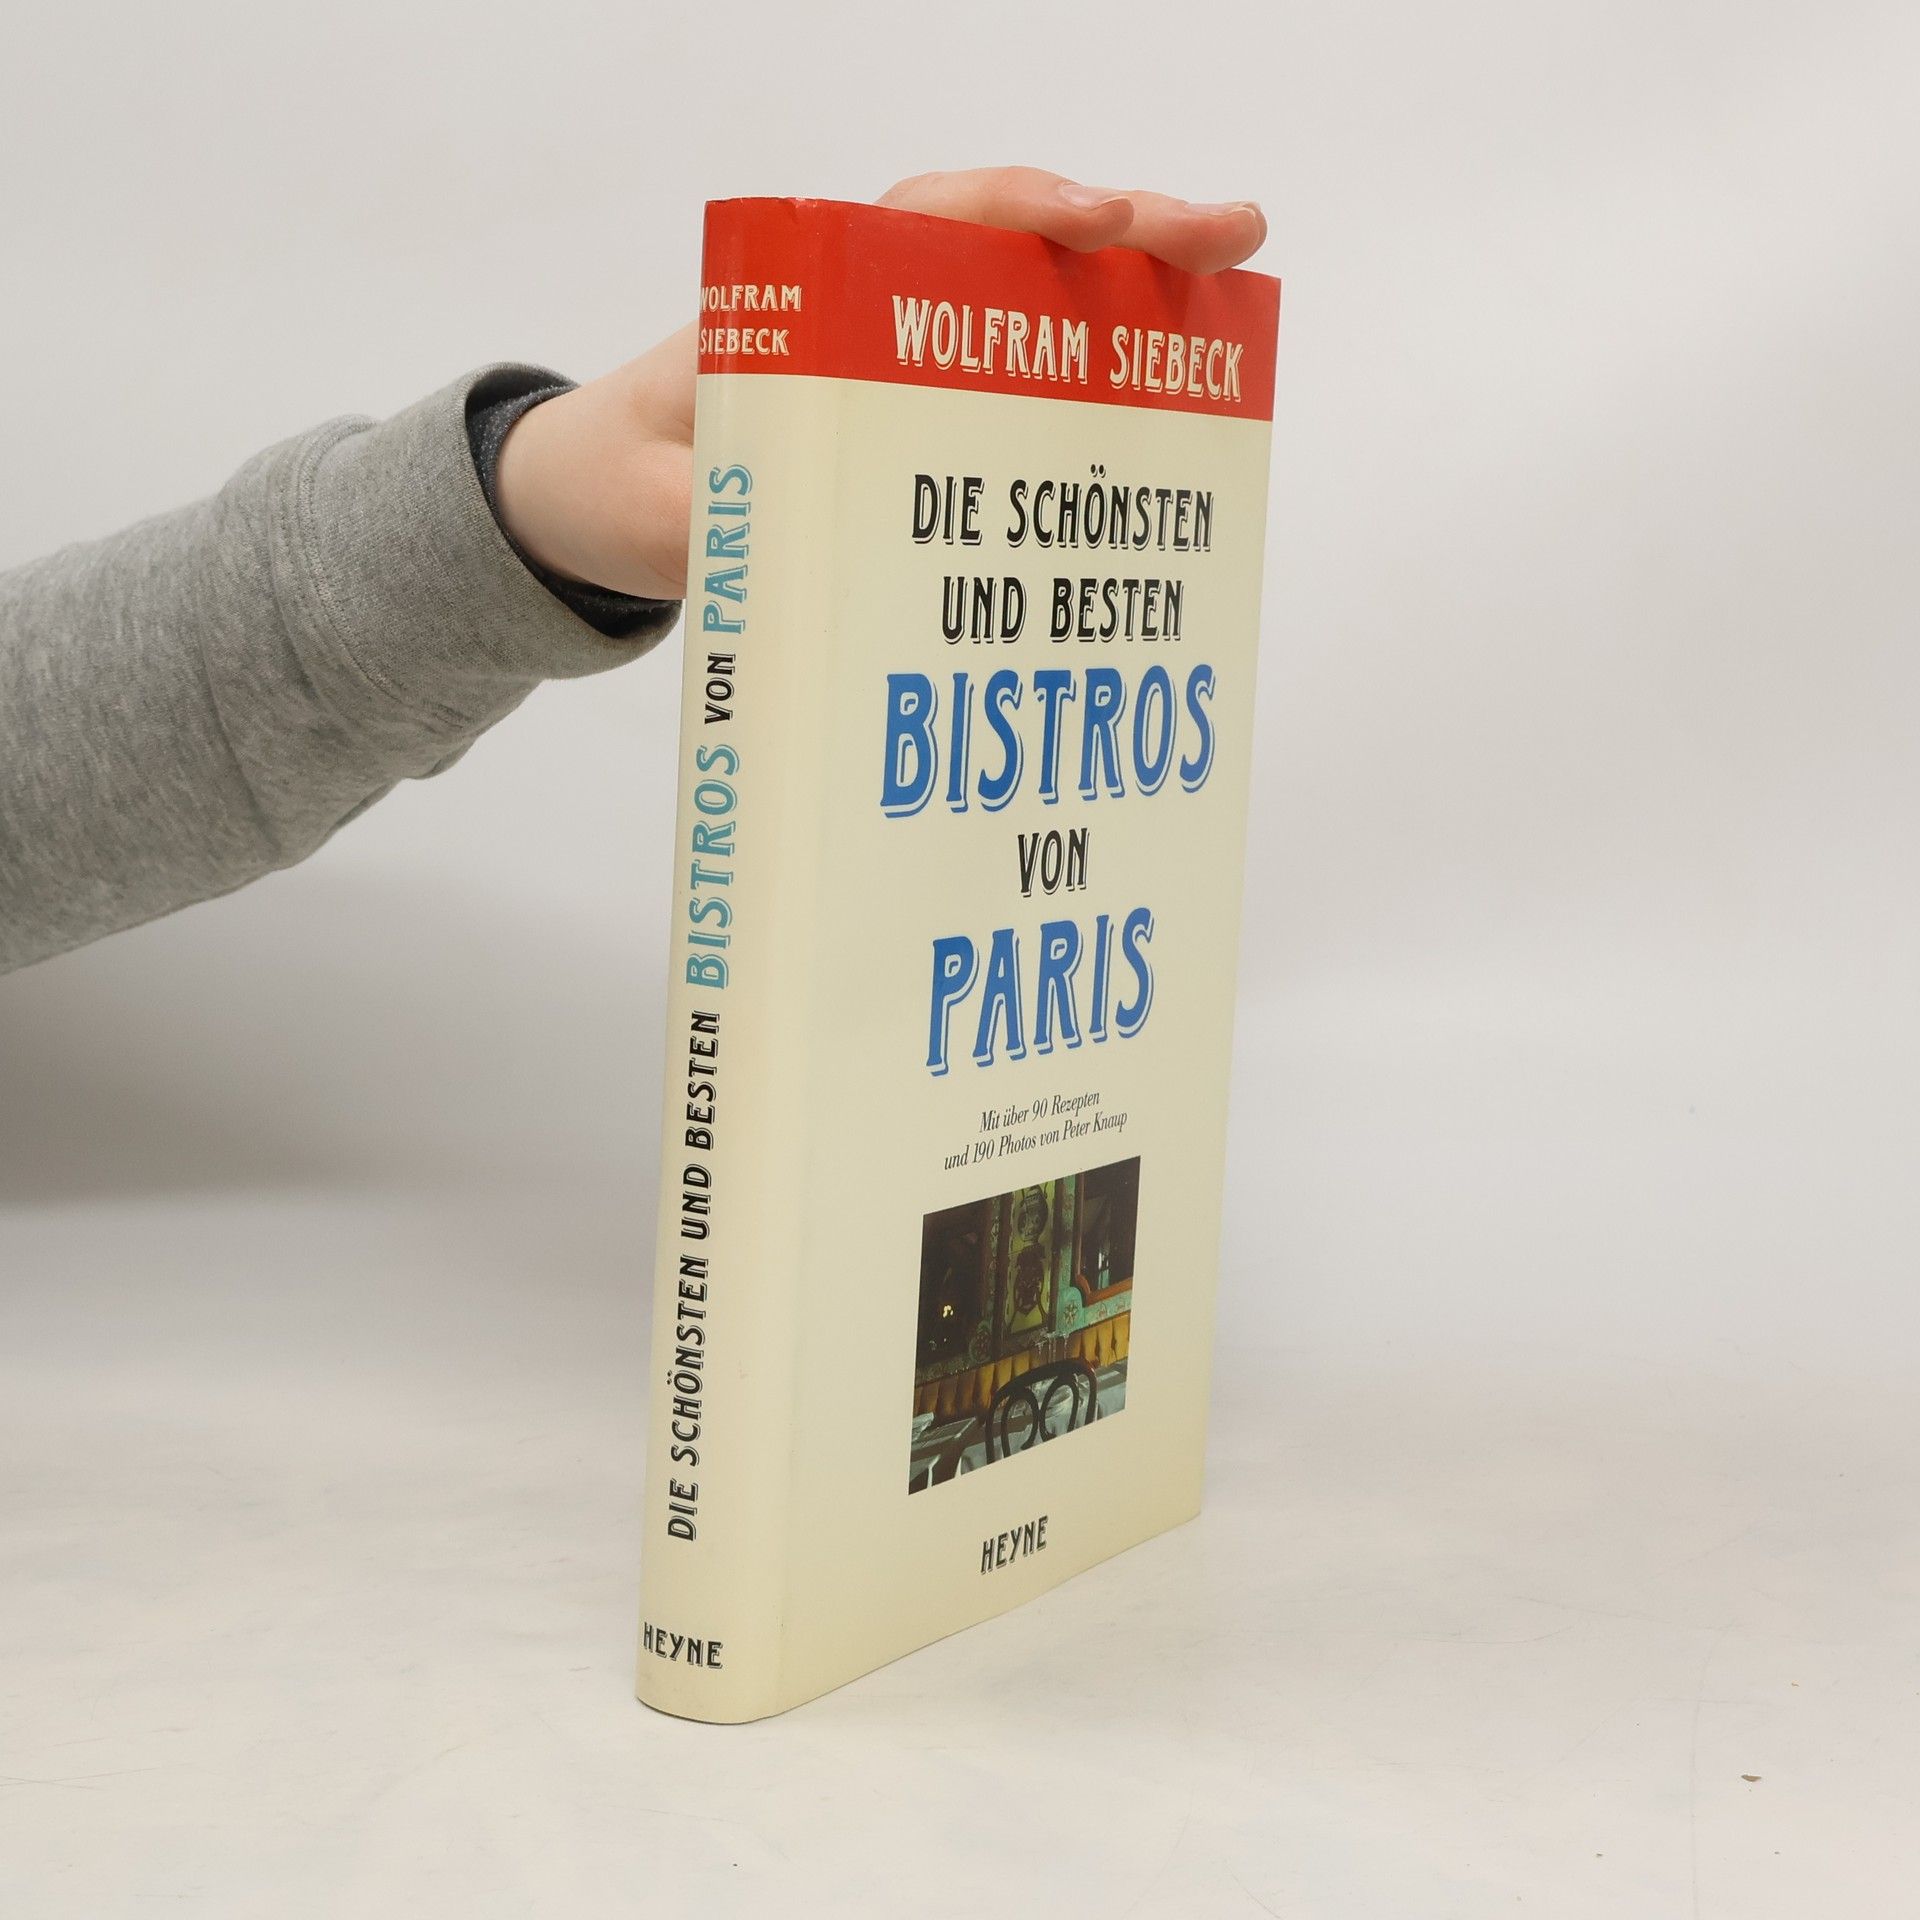 WOLFRAM
SIEBECK
DIE SCHÖNSTEN UND BESTEN BISTROS VON PARIS
HEYNE
WOLFRAM SIEBECK
DIE SCHÖNSTEN
UND BESTEN
BISTROS
VON
PARIS
Mit über 90 Rezepten
und 190 Photos von Peter Knaup
HEYNE